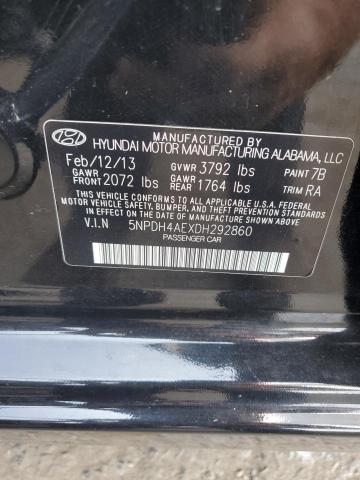 MANUFACTURED BY
HYUNDAI MOTOR MANUFACTURING ALABAMA, LLC
Feb/12/13 GVWR 3792 lbs PAINT 7B
GAWR FRONT 2072 lbs GAWR REAR 1764 lbs TRIM RA
THIS VEHICLE CONFORMS TO ALL APPLICABLE U.S.A. FEDERAL
MOTOR VEHICLE SAFETY, BUMPER, AND THEFT PREVENTION STANDARDS
IN EFFECT ON THE DATE OF MANUFACTURE SHOWN ABOVE.
V.I.N 5NPDH4AEXDH292860
PASSENGER CAR